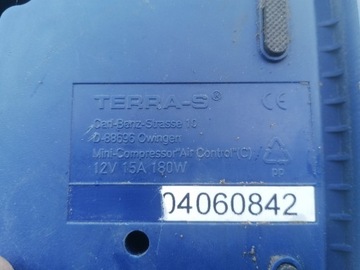 TERRA-S®
CE
Carl-Benz-Strasse 10
D-88696 Owingen
Mini-Compressor "Air Control" (C)
12V 15A 180W
PP
04060842